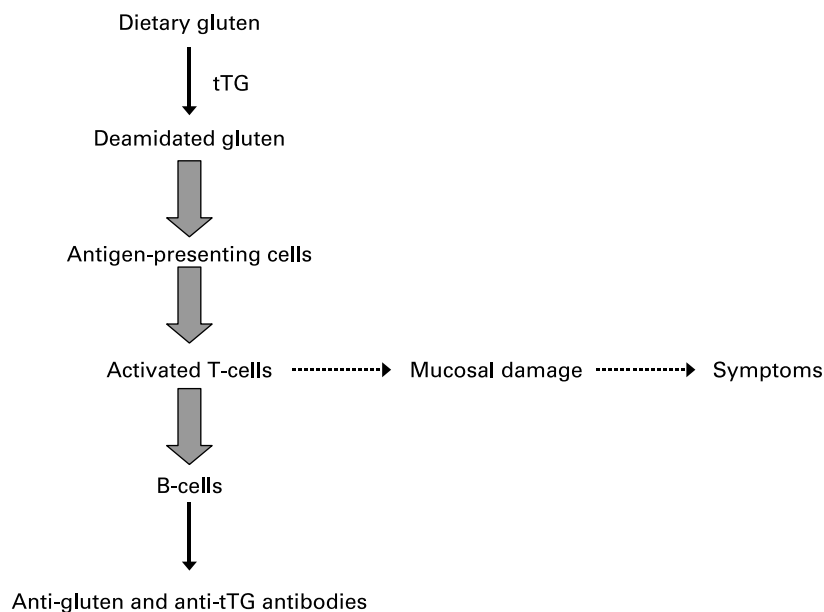 Dietary gluten
tTG
Deamidated gluten
Antigen-presenting cells
Activated T-cells
Mucosal damage
Symptoms
B-cells
Anti-gluten and anti-tTG antibodies